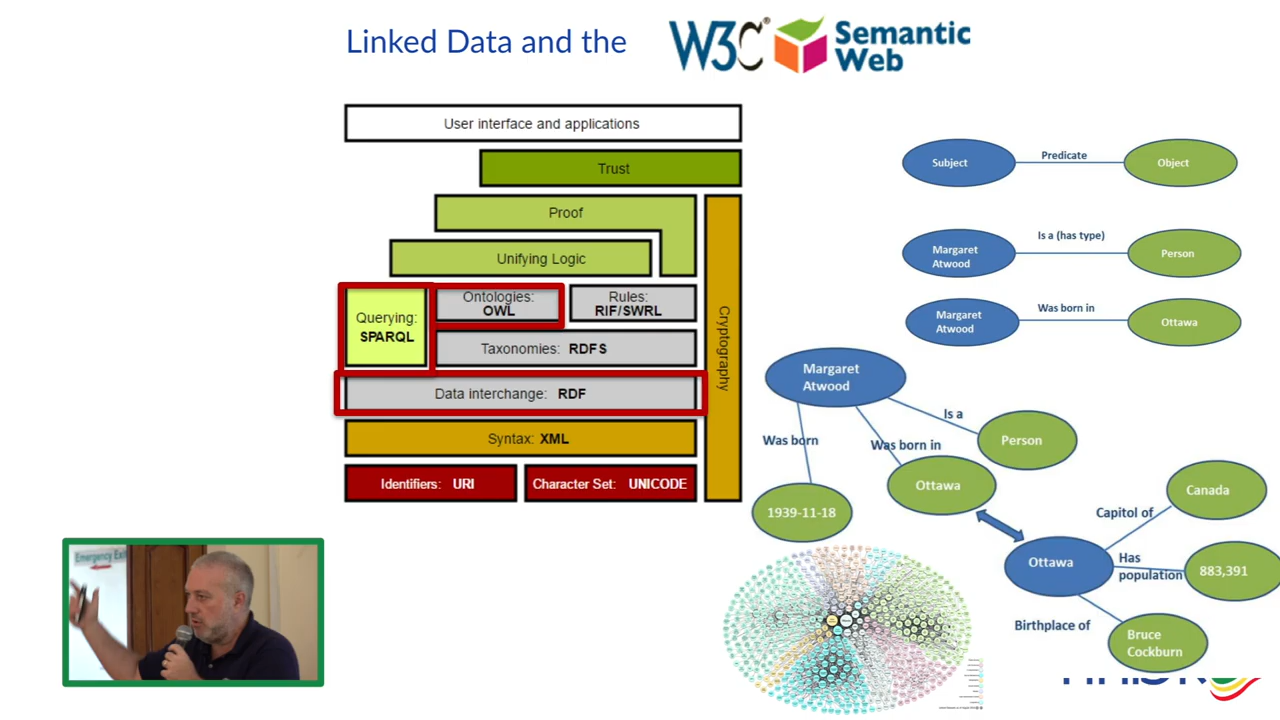 Linked Data and the
W3C® Semantic
Web
User interface and applications
Trust
Proof
Unifying Logic
Querying:
SPARQL
Ontologies:
OWL
Rules:
RIF/SWRL
Taxonomies: RDFS
Data interchange: RDF
Syntax: XML
Identifiers: URI
Character Set: UNICODE
Cryptography
Subject
Predicate
Object
Margaret
Atwood
Is a (has type)
Person
Margaret
Atwood
Was born in
Ottawa
Margaret
Atwood
Is a
Person
Was born
Was born in
Ottawa
1939-11-18
Canada
Capitol of
Ottawa
Has
population
883,391
Birthplace of
Bruce
Cockburn
Emergency Exit